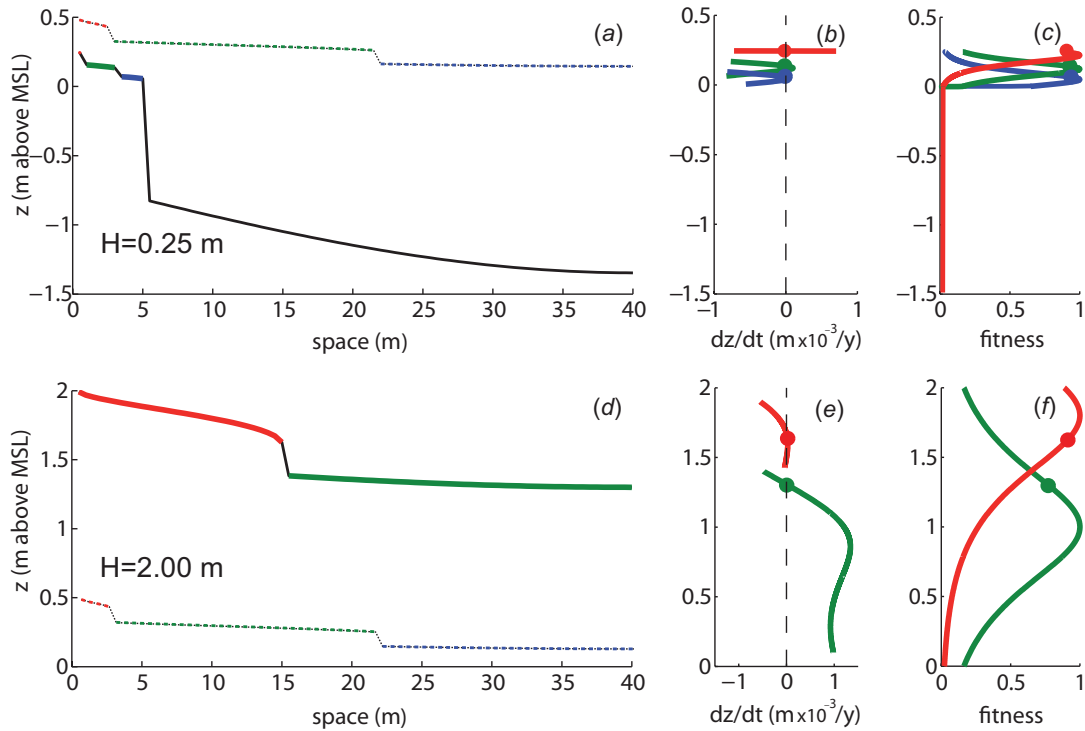 (a)
z (m above MSL)
0.5
0
−0.5
−1
−1.5
H=0.25 m
0 5 10 15 20 25 30 35 40
space (m)
(b)
0.5
0
−0.5
−1
−1.5
−1 0 1
dz/dt (m x10⁻³/y)
(c)
0.5
0
−0.5
−1
−1.5
0 0.5 1
fitness
(d)
z (m above MSL)
2
1.5
1
0.5
0
H=2.00 m
0 5 10 15 20 25 30 35 40
space (m)
(e)
2
1.5
1
0.5
0
−1 0 1
dz/dt (m x10⁻³/y)
(f)
2
1.5
1
0.5
0
0 0.5 1
fitness